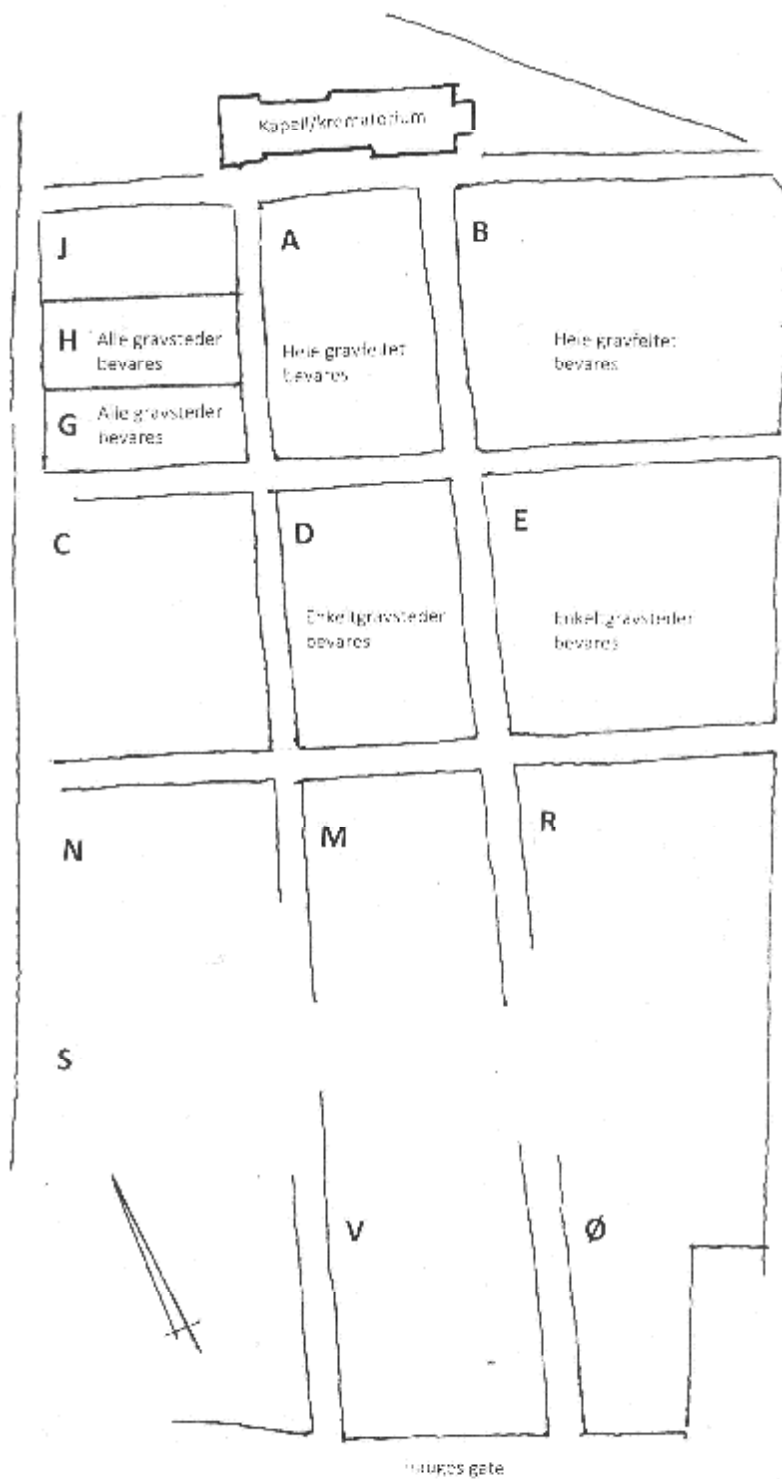 Kapell/krematorium
J
A
B
H Alle gravsteder
bevares
Hele gravfeltet
bevares
Hele gravfeltet
bevares
G Alle gravsteder
bevares
C
D
E
Enkeltgravsteder
bevares
Enkeltgravsteder
bevares
N
M
R
S
V
Ø
gate